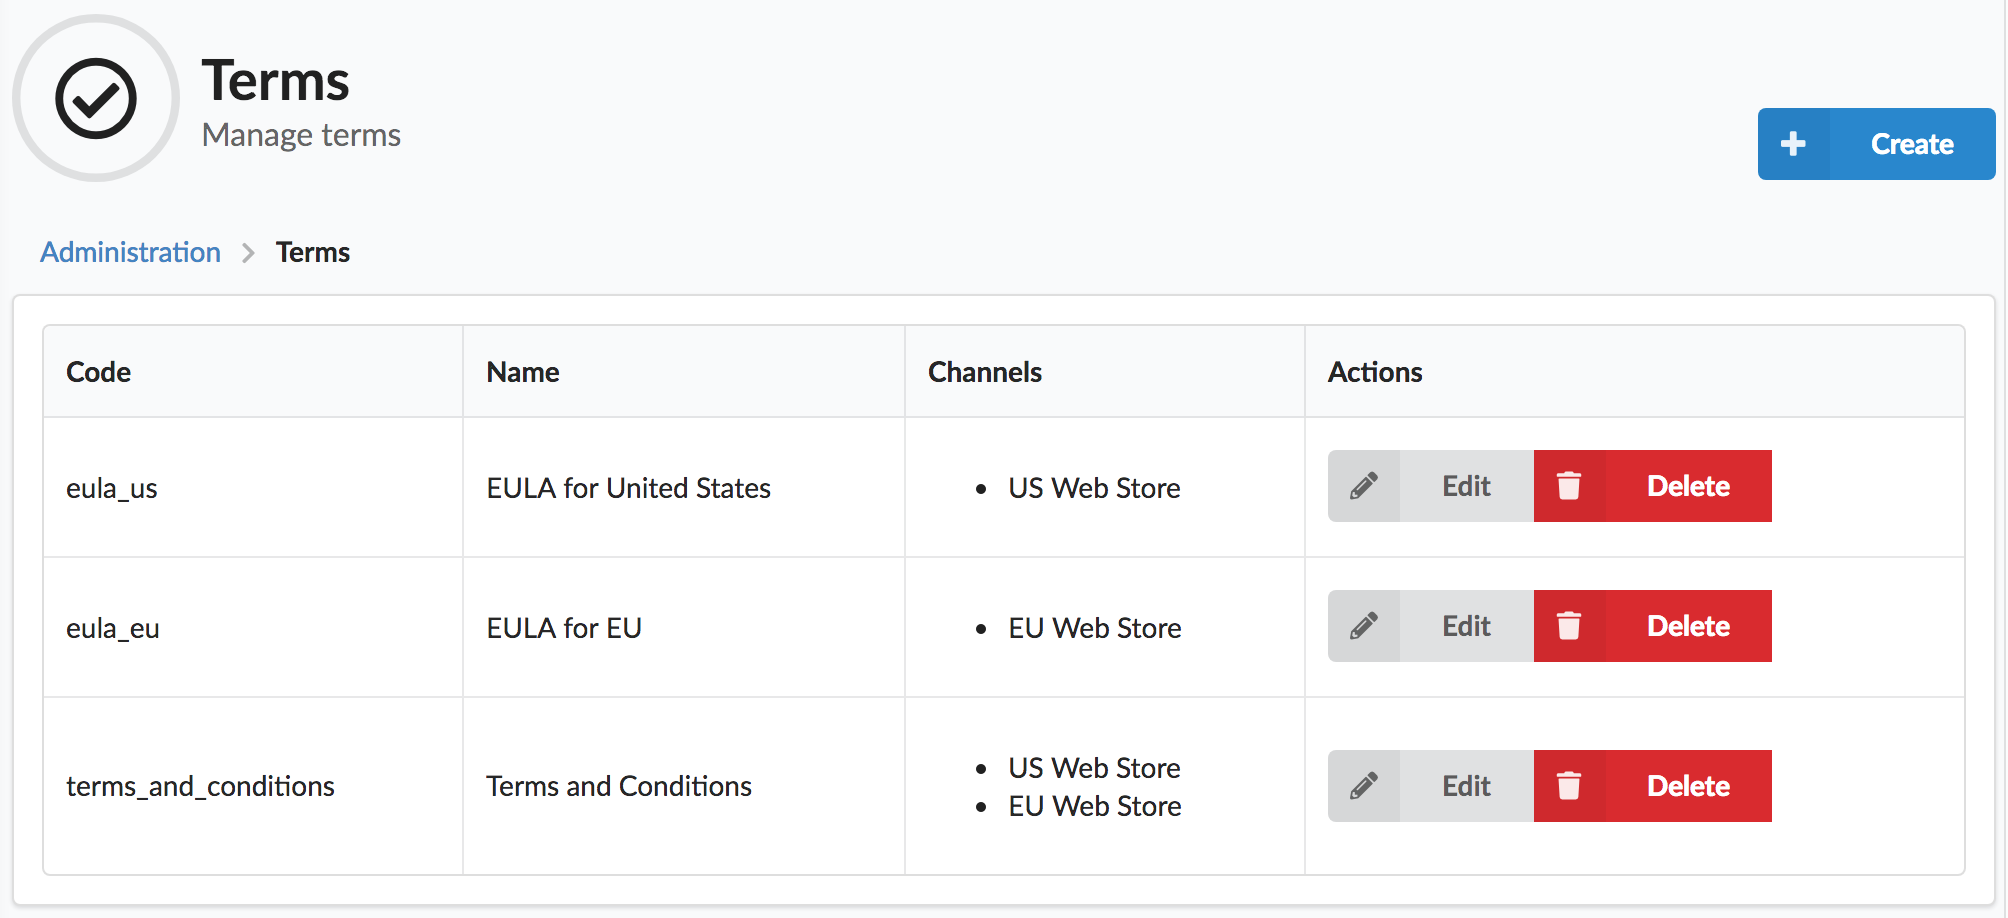 Terms
Manage terms
Create
Administration Terms
Code Name Channels Actions
eula_us EULA for United States US Web Store Edit Delete
eula_eu EULA for EU EU Web Store Edit Delete
terms_and_conditions Terms and Conditions US Web Store Edit Delete
EU Web Store